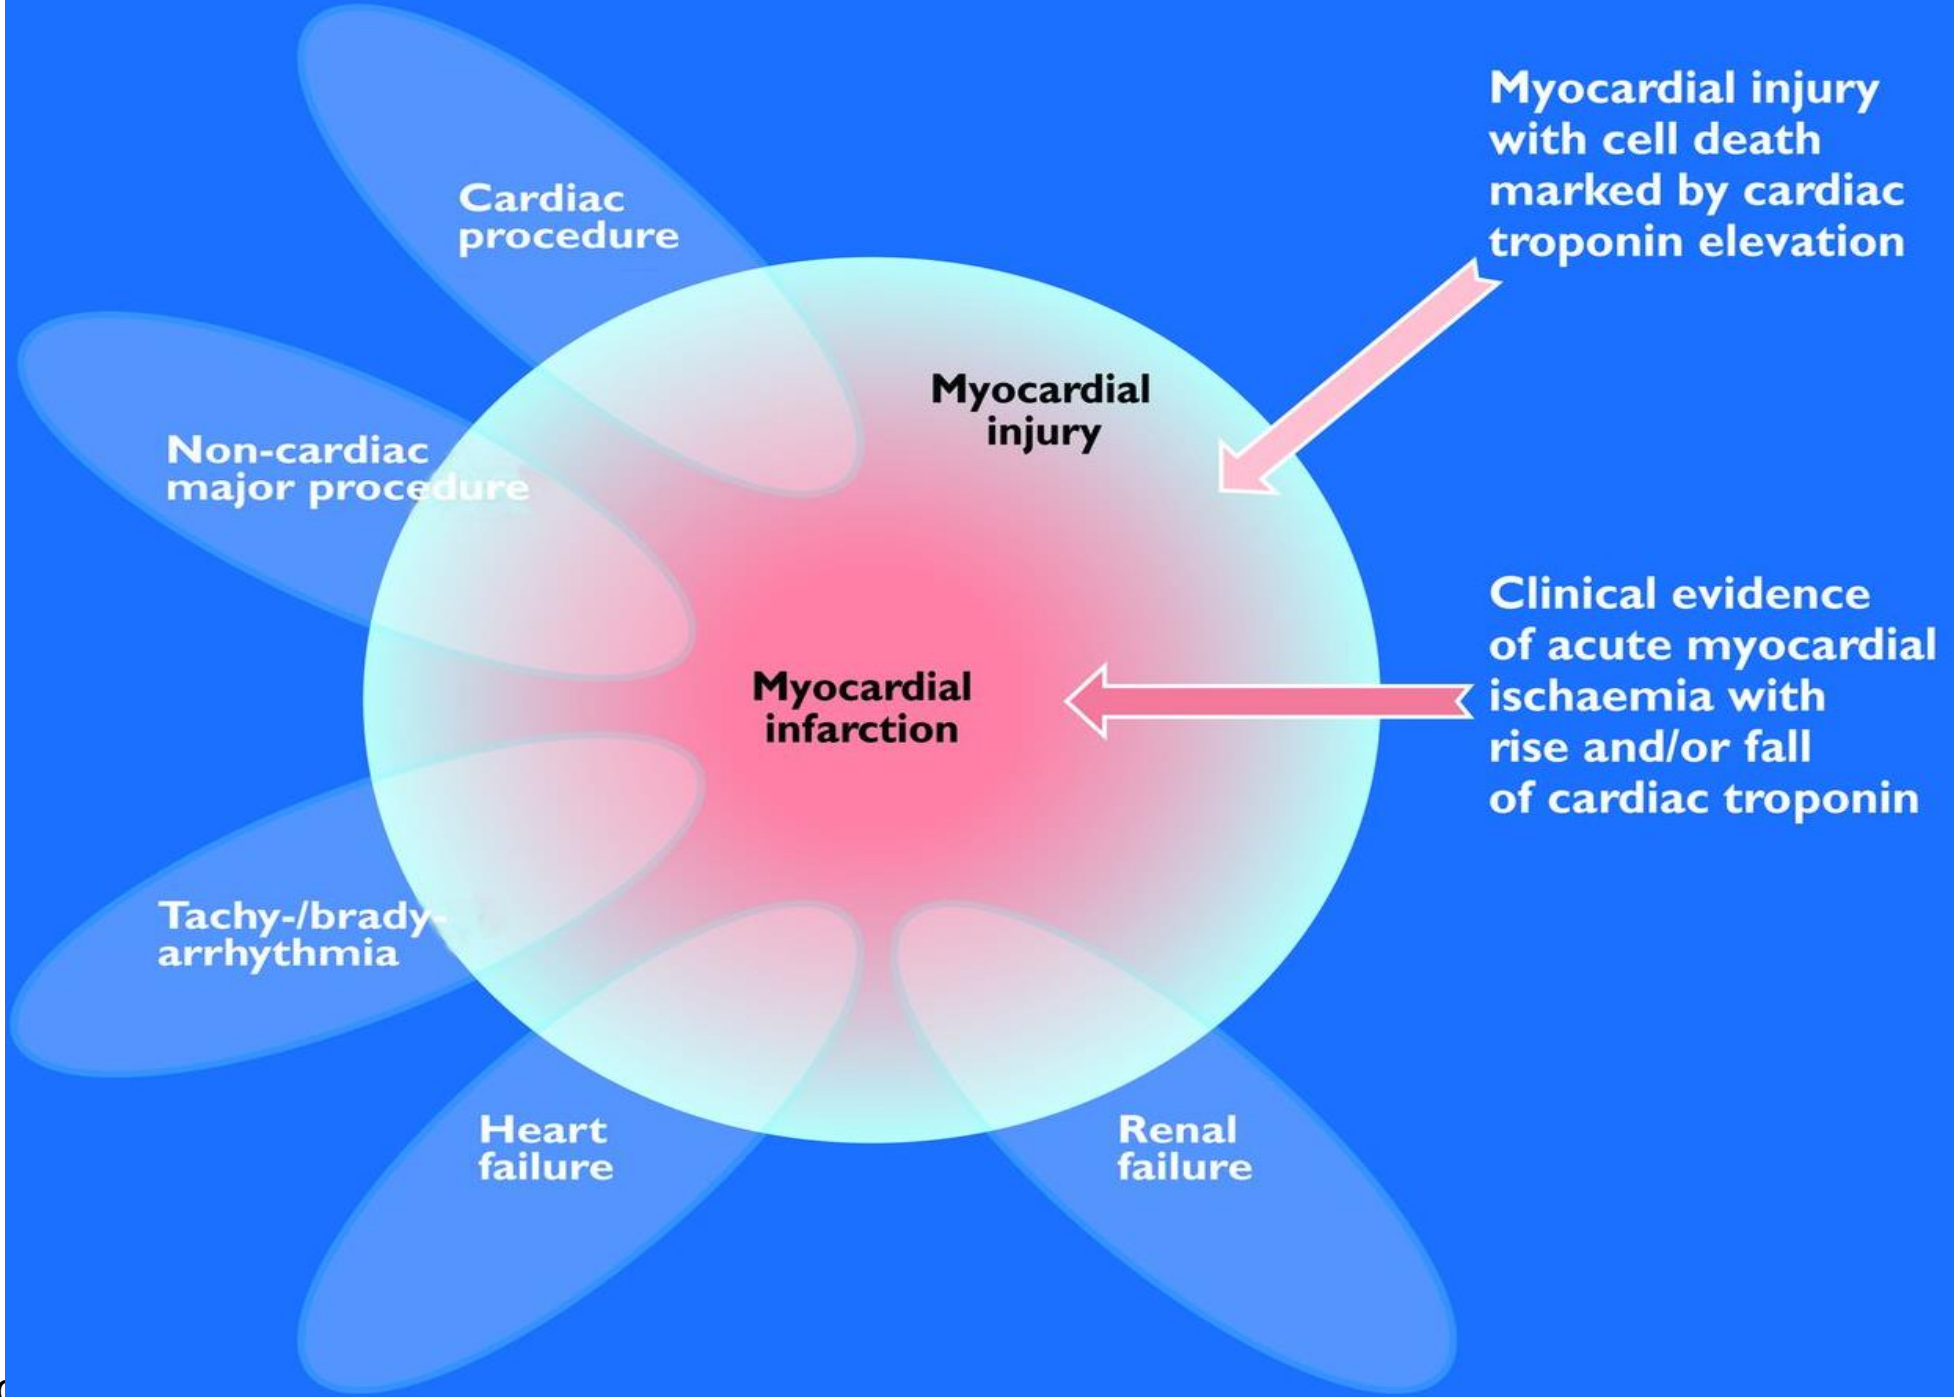 Myocardial injury
with cell death
marked by cardiac
troponin elevation
Cardiac
procedure
Myocardial
injury
Non-cardiac
major procedure
Clinical evidence
of acute myocardial
ischaemia with
rise and/or fall
of cardiac troponin
Myocardial
infarction
Tachy-/brady-
arrhythmia
Heart
failure
Renal
failure